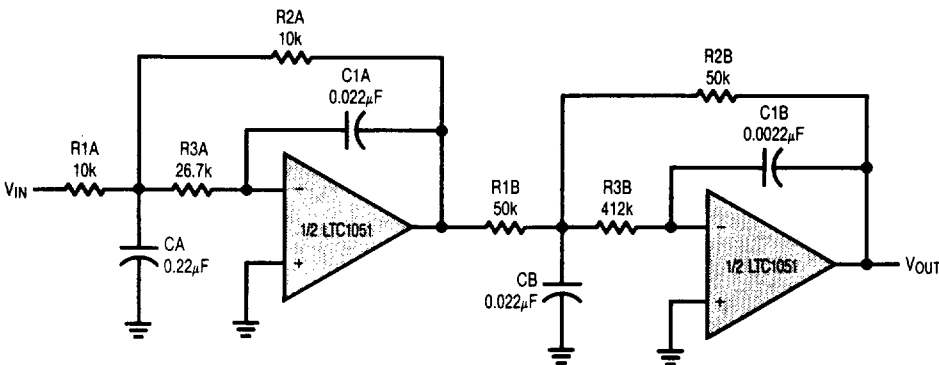 R2A
10k
C1A
0.022µF
R1A
10k
R3A
26.7k
VIN
−
1/2 LTC1051
+
CA
0.22µF
R2B
50k
C1B
0.0022µF
R1B
50k
R3B
412k
−
1/2 LTC1051
+
VOUT
CB
0.022µF